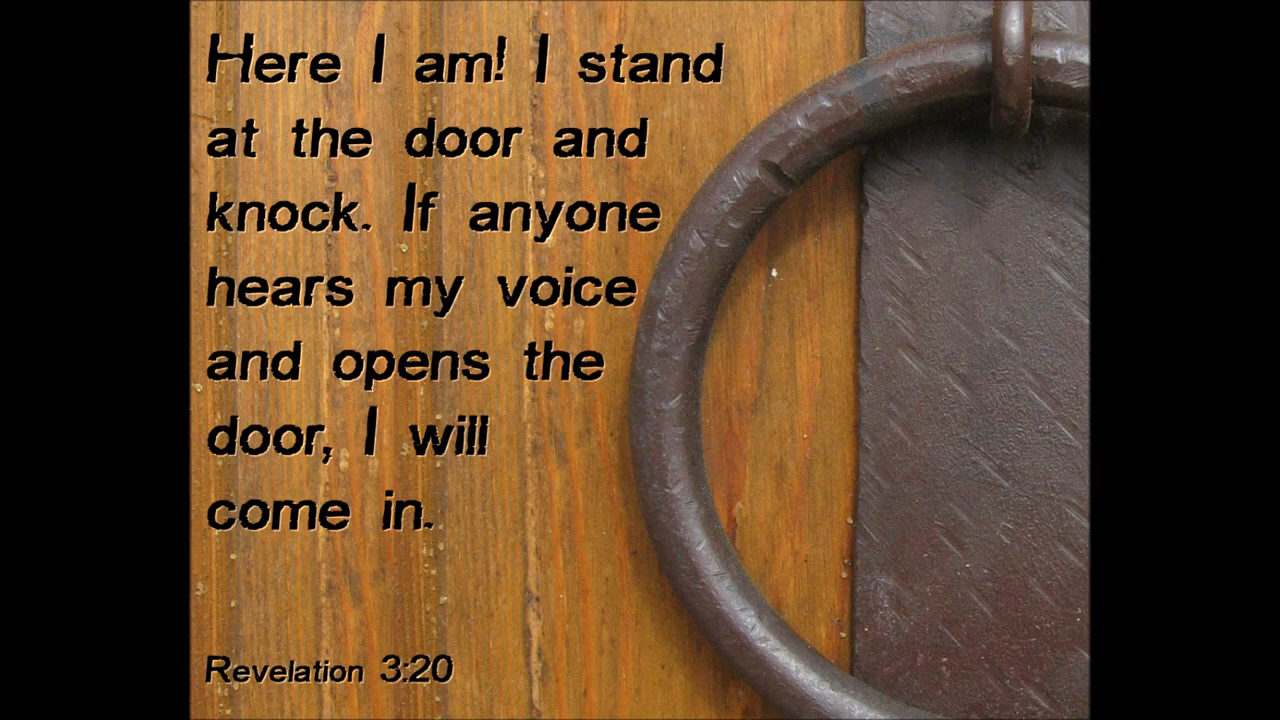 Here I am! I stand
at the door and
knock. If anyone
hears my voice
and opens the
door, I will
come in.
Revelation 3:20